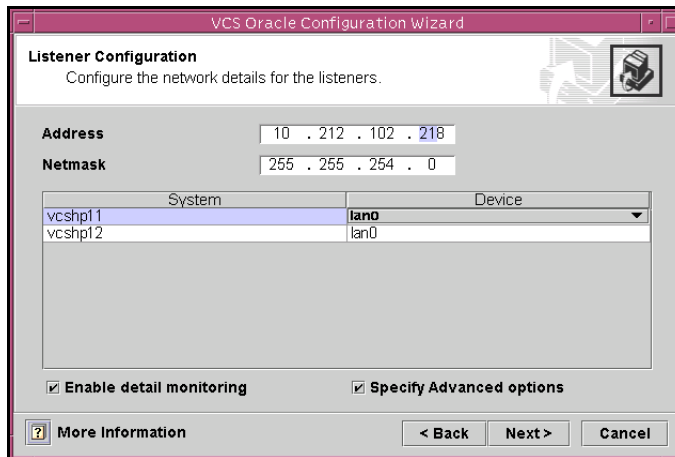 VCS Oracle Configuration Wizard
Listener Configuration
Configure the network details for the listeners.
Address 10 . 212 . 102 . 218
Netmask 255 . 255 . 254 . 0
System Device
vcshp11 lan0
vcshp12 lan0
Enable detail monitoring Specify Advanced options
? More Information < Back Next > Cancel